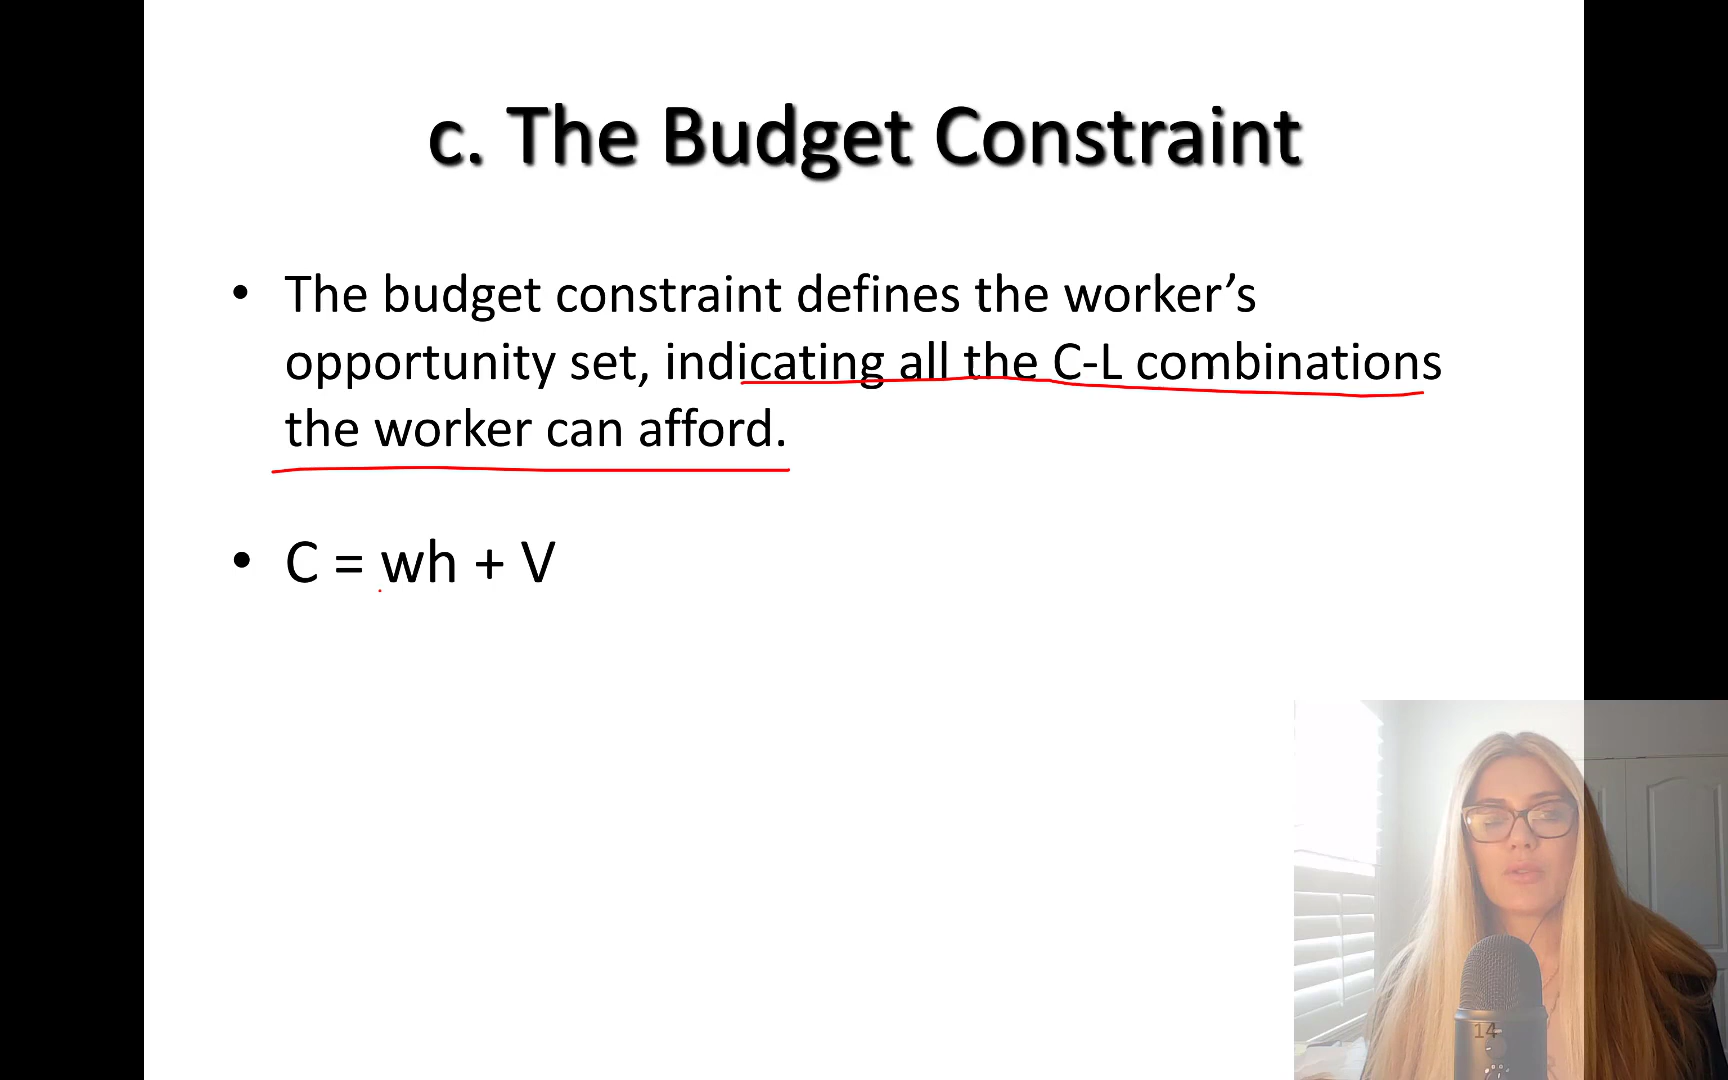 c. The Budget Constraint
• The budget constraint defines the worker’s
opportunity set, indicating all the C-L combinations
the worker can afford.
• C = wh + V
14